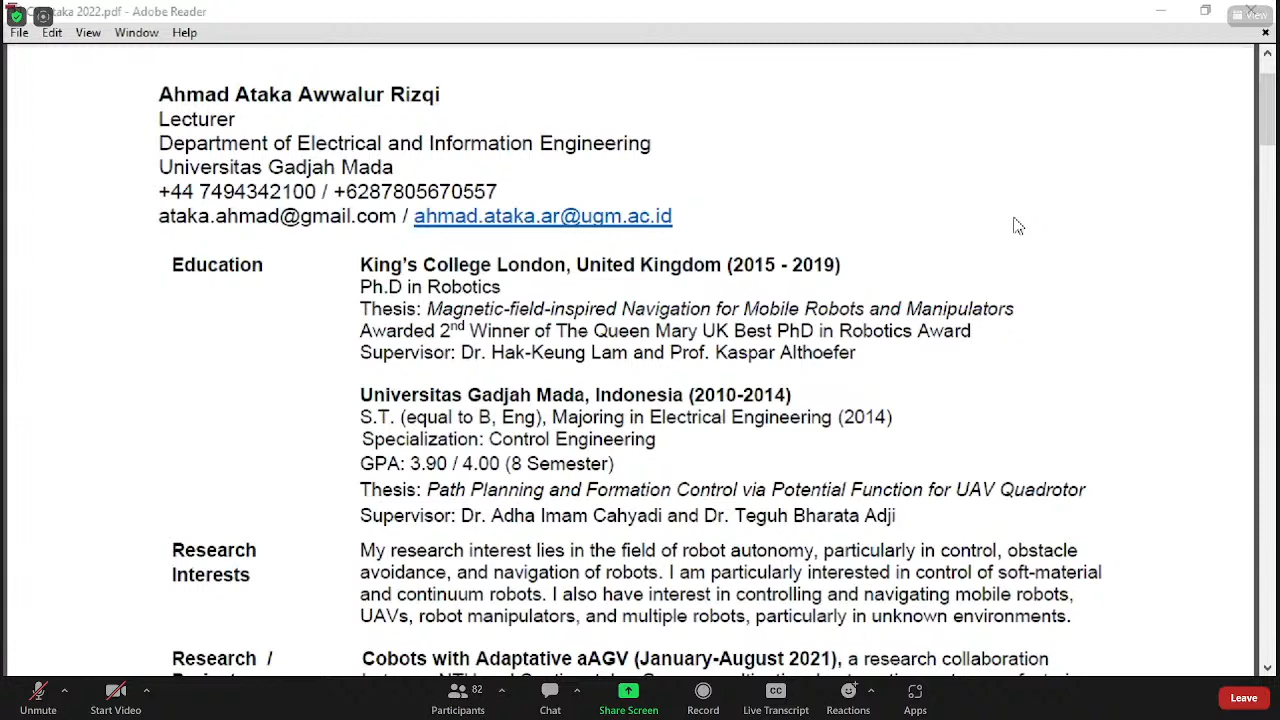 taka 2022.pdf - Adobe Reader
View
File Edit View Window Help
Ahmad Ataka Awwalur Rizqi
Lecturer
Department of Electrical and Information Engineering
Universitas Gadjah Mada
+44 7494342100 / +6287805670557
ataka.ahmad@gmail.com / ahmad.ataka.ar@ugm.ac.id
Education
King's College London, United Kingdom (2015 - 2019)
Ph.D in Robotics
Thesis: Magnetic-field-inspired Navigation for Mobile Robots and Manipulators
Awarded 2nd Winner of The Queen Mary UK Best PhD in Robotics Award
Supervisor: Dr. Hak-Keung Lam and Prof. Kaspar Althoefer
Universitas Gadjah Mada, Indonesia (2010-2014)
S.T. (equal to B, Eng), Majoring in Electrical Engineering (2014)
Specialization: Control Engineering
GPA: 3.90 / 4.00 (8 Semester)
Thesis: Path Planning and Formation Control via Potential Function for UAV Quadrotor
Supervisor: Dr. Adha Imam Cahyadi and Dr. Teguh Bharata Adji
Research
Interests
My research interest lies in the field of robot autonomy, particularly in control, obstacle
avoidance, and navigation of robots. I am particularly interested in control of soft-material
and continuum robots. I also have interest in controlling and navigating mobile robots,
UAVs, robot manipulators, and multiple robots, particularly in unknown environments.
Research /
Cobots with Adaptative aAGV (January-August 2021), a research collaboration
Unmute
Start Video
82
Participants
Chat
Share Screen
Record
CC
Live Transcript
Reactions
Apps
Leave